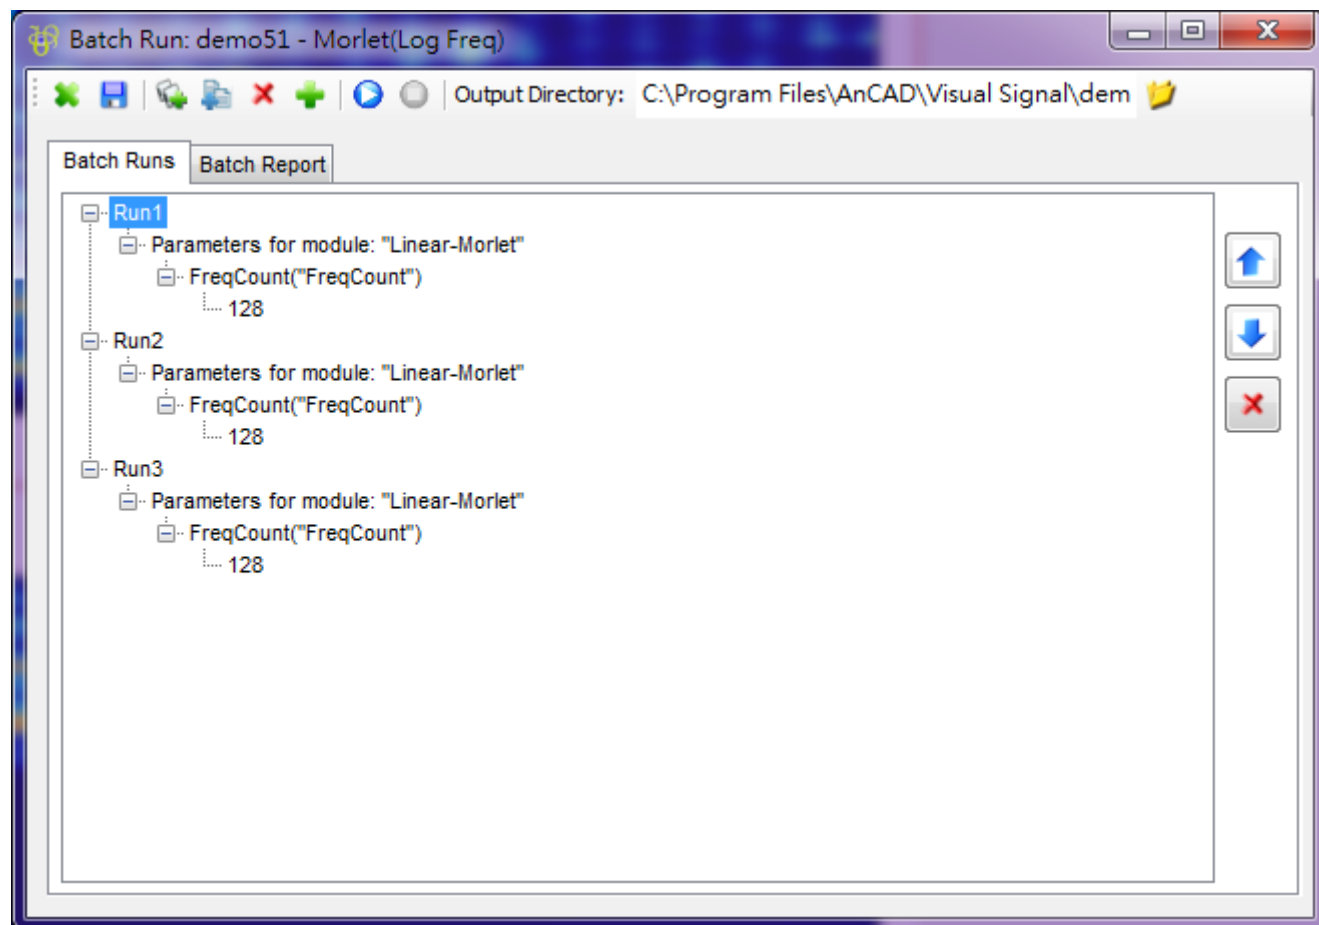 Batch Run: demo51 - Morlet(Log Freq)
Output Directory: C:\Program Files\AnCAD\Visual Signal\dem
Batch Runs Batch Report
Run1
Parameters for module: "Linear-Morlet"
FreqCount("FreqCount")
128
Run2
Parameters for module: "Linear-Morlet"
FreqCount("FreqCount")
128
Run3
Parameters for module: "Linear-Morlet"
FreqCount("FreqCount")
128